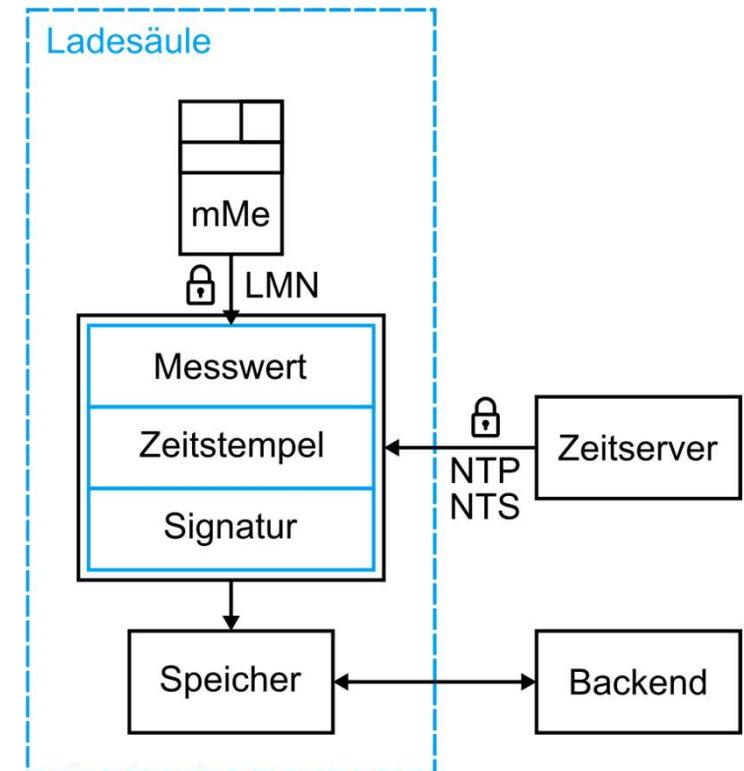 Ladesäule
mMe
LMN
Messwert
Zeitstempel
Signatur
NTP
NTS
Zeitserver
Speicher
Backend